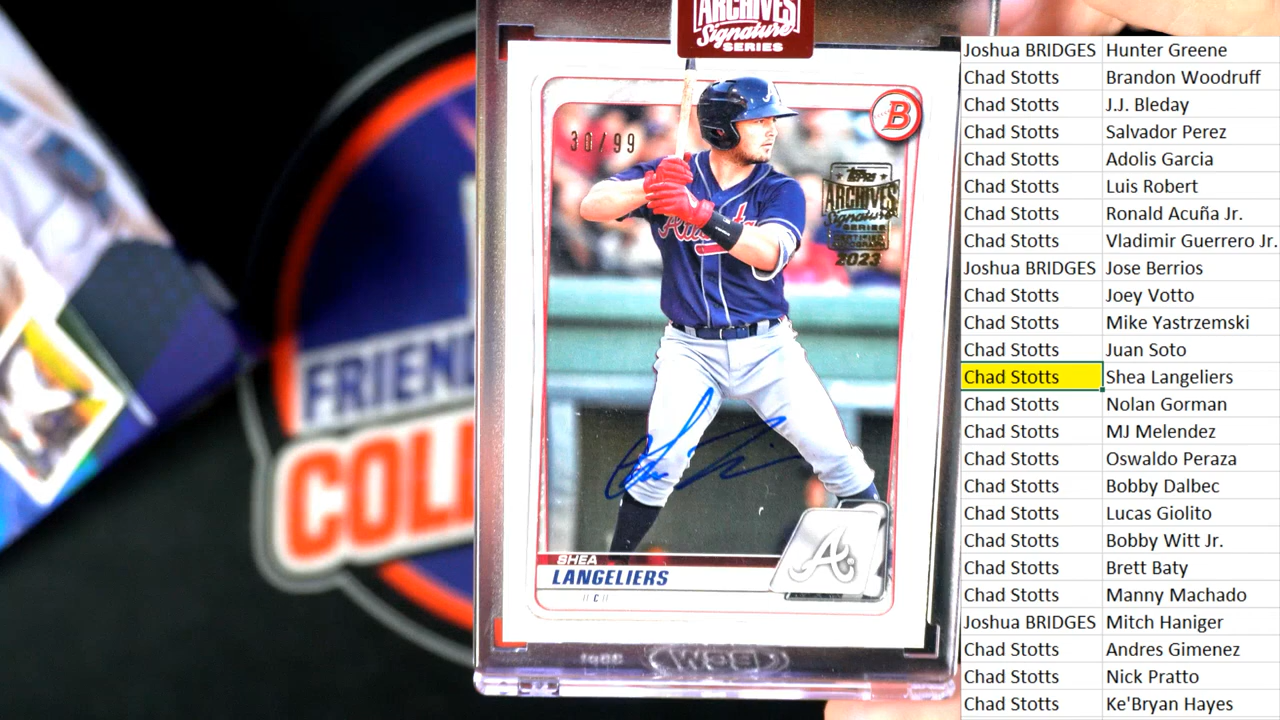 ARCHIVES
Signature
SERIES
B
30/99
TOPPS
ARCHIVES
Signature
SERIES
2023
Atlanta
A
SHEA
LANGELIERS
// C //
FRIEN
COLL
Joshua BRIDGES Hunter Greene
Chad Stotts Brandon Woodruff
Chad Stotts J.J. Bleday
Chad Stotts Salvador Perez
Chad Stotts Adolis Garcia
Chad Stotts Luis Robert
Chad Stotts Ronald Acuña Jr.
Chad Stotts Vladimir Guerrero Jr.
Joshua BRIDGES Jose Berrios
Chad Stotts Joey Votto
Chad Stotts Mike Yastrzemski
Chad Stotts Juan Soto
Chad Stotts Shea Langeliers
Chad Stotts Nolan Gorman
Chad Stotts MJ Melendez
Chad Stotts Oswaldo Peraza
Chad Stotts Bobby Dalbec
Chad Stotts Lucas Giolito
Chad Stotts Bobby Witt Jr.
Chad Stotts Brett Baty
Chad Stotts Manny Machado
Joshua BRIDGES Mitch Haniger
Chad Stotts Andres Gimenez
Chad Stotts Nick Pratto
Chad Stotts Ke'Bryan Hayes